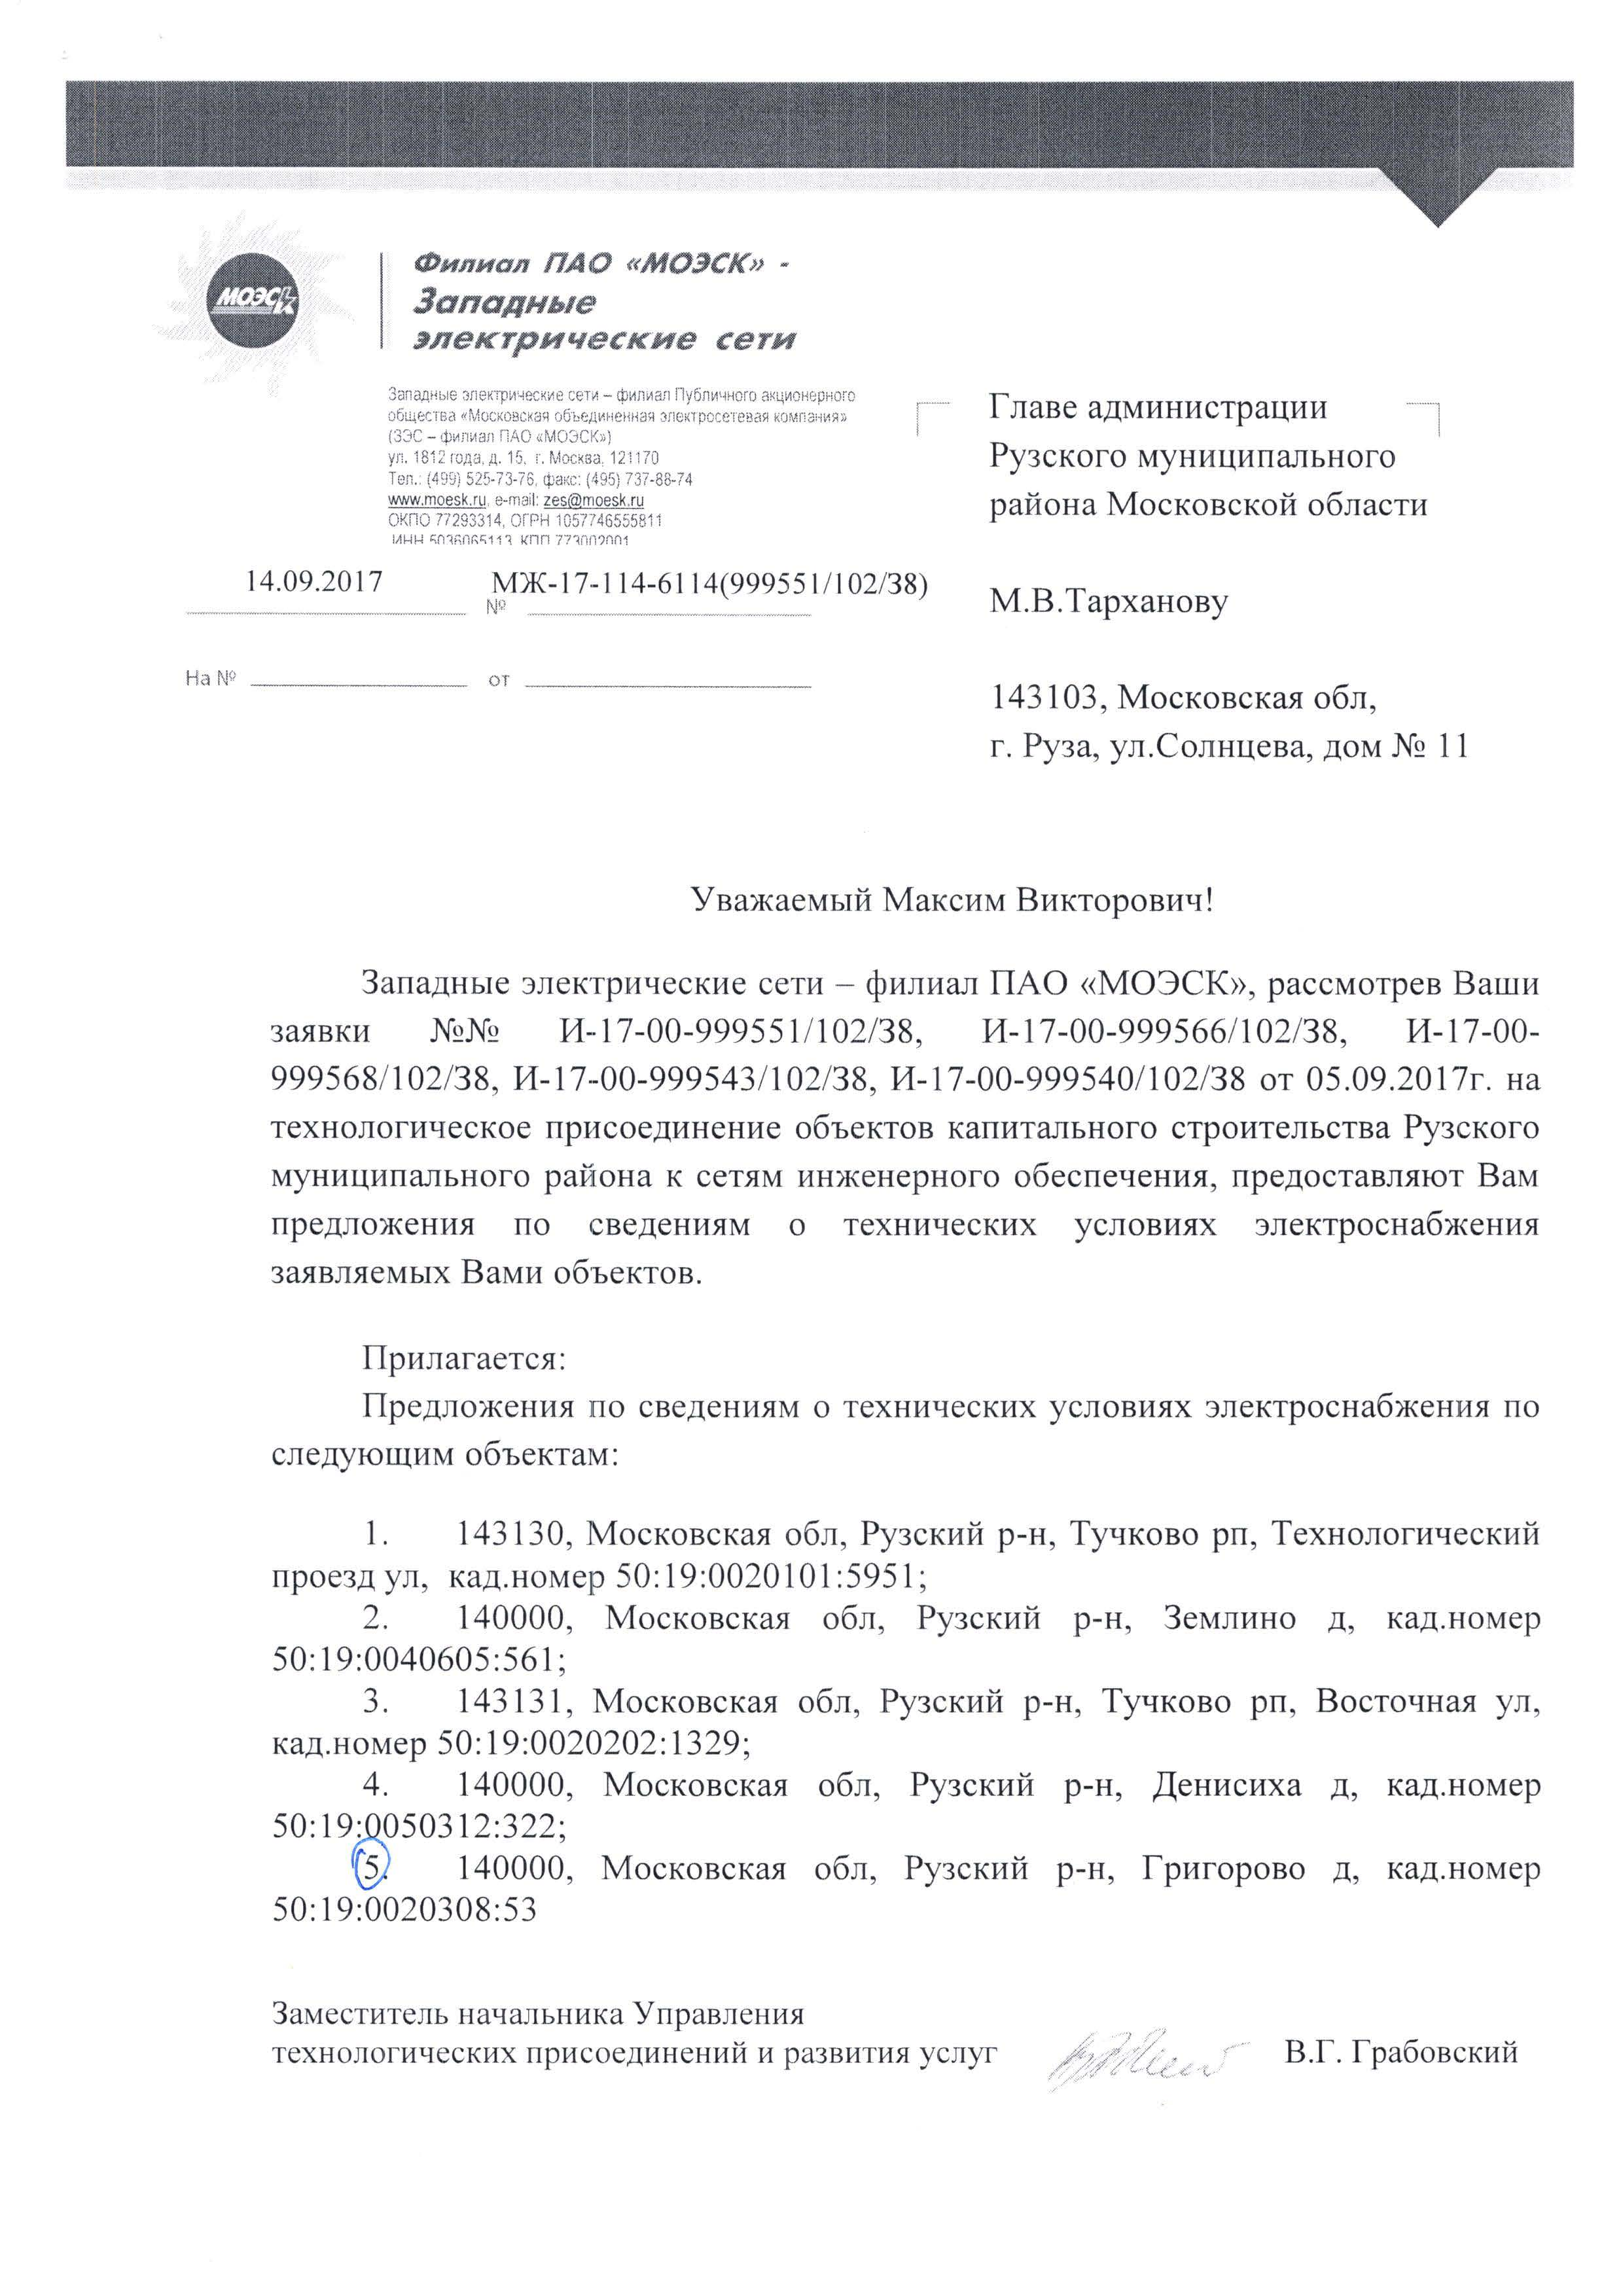 МОЭСК
Филиал ПАО «МОЭСК» -
Западные
электрические сети
Западные электрические сети – филиал Публичного акционерного
общества «Московская объединенная электросетевая компания»
(ЗЭС – филиал ПАО «МОЭСК»)
ул. 1812 года, д. 15, г. Москва, 121170
Тел.: (499) 525-73-76, факс: (495) 737-88-74
www.moesk.ru, e-mail: zes@moesk.ru
ОКПО 77293314, ОГРН 1057746555811
ИНН 5036065113, КПП 773002001
14.09.2017 № МЖ-17-114-6114(999551/102/З8)
На № от
Главе администрации
Рузского муниципального
района Московской области
М.В.Тарханову
143103, Московская обл,
г. Руза, ул.Солнцева, дом № 11
Уважаемый Максим Викторович!
Западные электрические сети – филиал ПАО «МОЭСК», рассмотрев Ваши
заявки №№ И-17-00-999551/102/З8, И-17-00-999566/102/З8, И-17-00-
999568/102/З8, И-17-00-999543/102/З8, И-17-00-999540/102/З8 от 05.09.2017г. на
технологическое присоединение объектов капитального строительства Рузского
муниципального района к сетям инженерного обеспечения, предоставляют Вам
предложения по сведениям о технических условиях электроснабжения
заявляемых Вами объектов.
Прилагается:
Предложения по сведениям о технических условиях электроснабжения по
следующим объектам:
1. 143130, Московская обл, Рузский р-н, Тучково рп, Технологический
проезд ул, кад.номер 50:19:0020101:5951;
2. 140000, Московская обл, Рузский р-н, Землино д, кад.номер
50:19:0040605:561;
3. 143131, Московская обл, Рузский р-н, Тучково рп, Восточная ул,
кад.номер 50:19:0020202:1329;
4. 140000, Московская обл, Рузский р-н, Денисиха д, кад.номер
50:19:0050312:322;
5. 140000, Московская обл, Рузский р-н, Григорово д, кад.номер
50:19:0020308:53
Заместитель начальника Управления
технологических присоединений и развития услуг В.Г. Грабовский